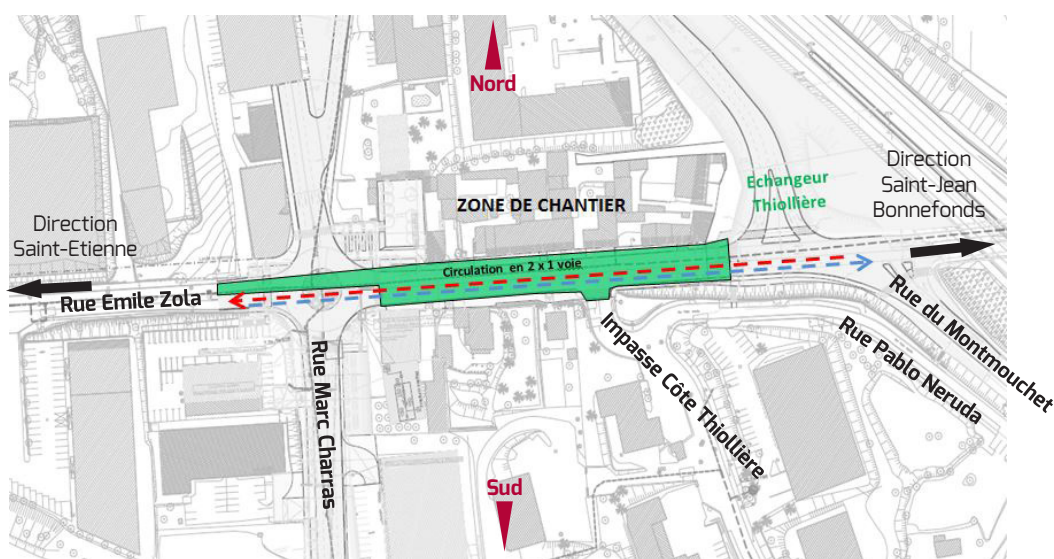 Nord
Direction
Saint-Etienne
ZONE DE CHANTIER
Echangeur
Thiollière
Direction
Saint-Jean
Bonnefonds
Circulation en 2 x 1 voie
Rue Émile Zola
Rue Marc Charras
Impasse Côte Thiollière
Rue Pablo Neruda
Rue du Montmouchet
Sud